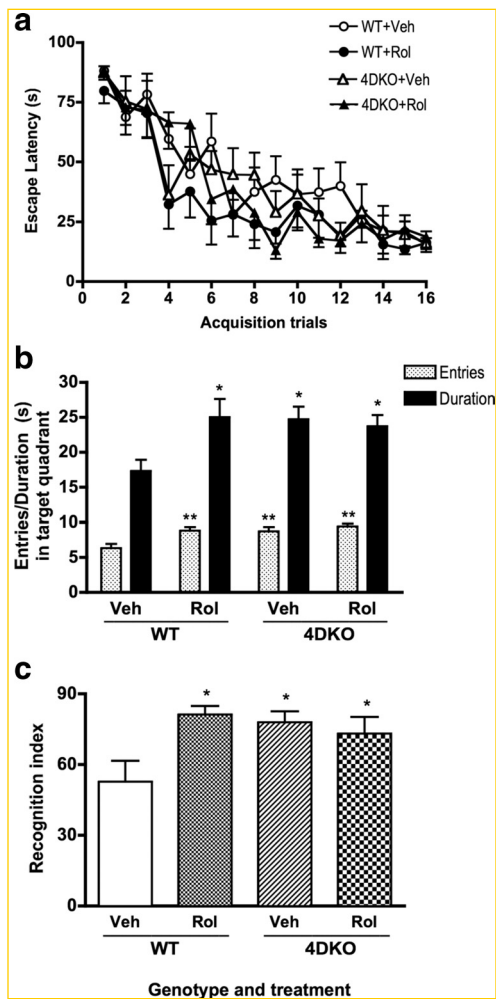 a
WT+Veh
WT+Rol
4DKO+Veh
4DKO+Rol
100
75
50
25
0
Escape Latency (s)
0 2 4 6 8 10 12 14 16
Acquisition trials
b
Entries
Duration
30
25
20
15
10
5
0
Entries/Duration (s)
in target quadrant
* * *
** ** **
Veh Rol Veh Rol
WT 4DKO
c
90
60
30
0
Recognition index
* * *
Veh Rol Veh Rol
WT 4DKO
Genotype and treatment